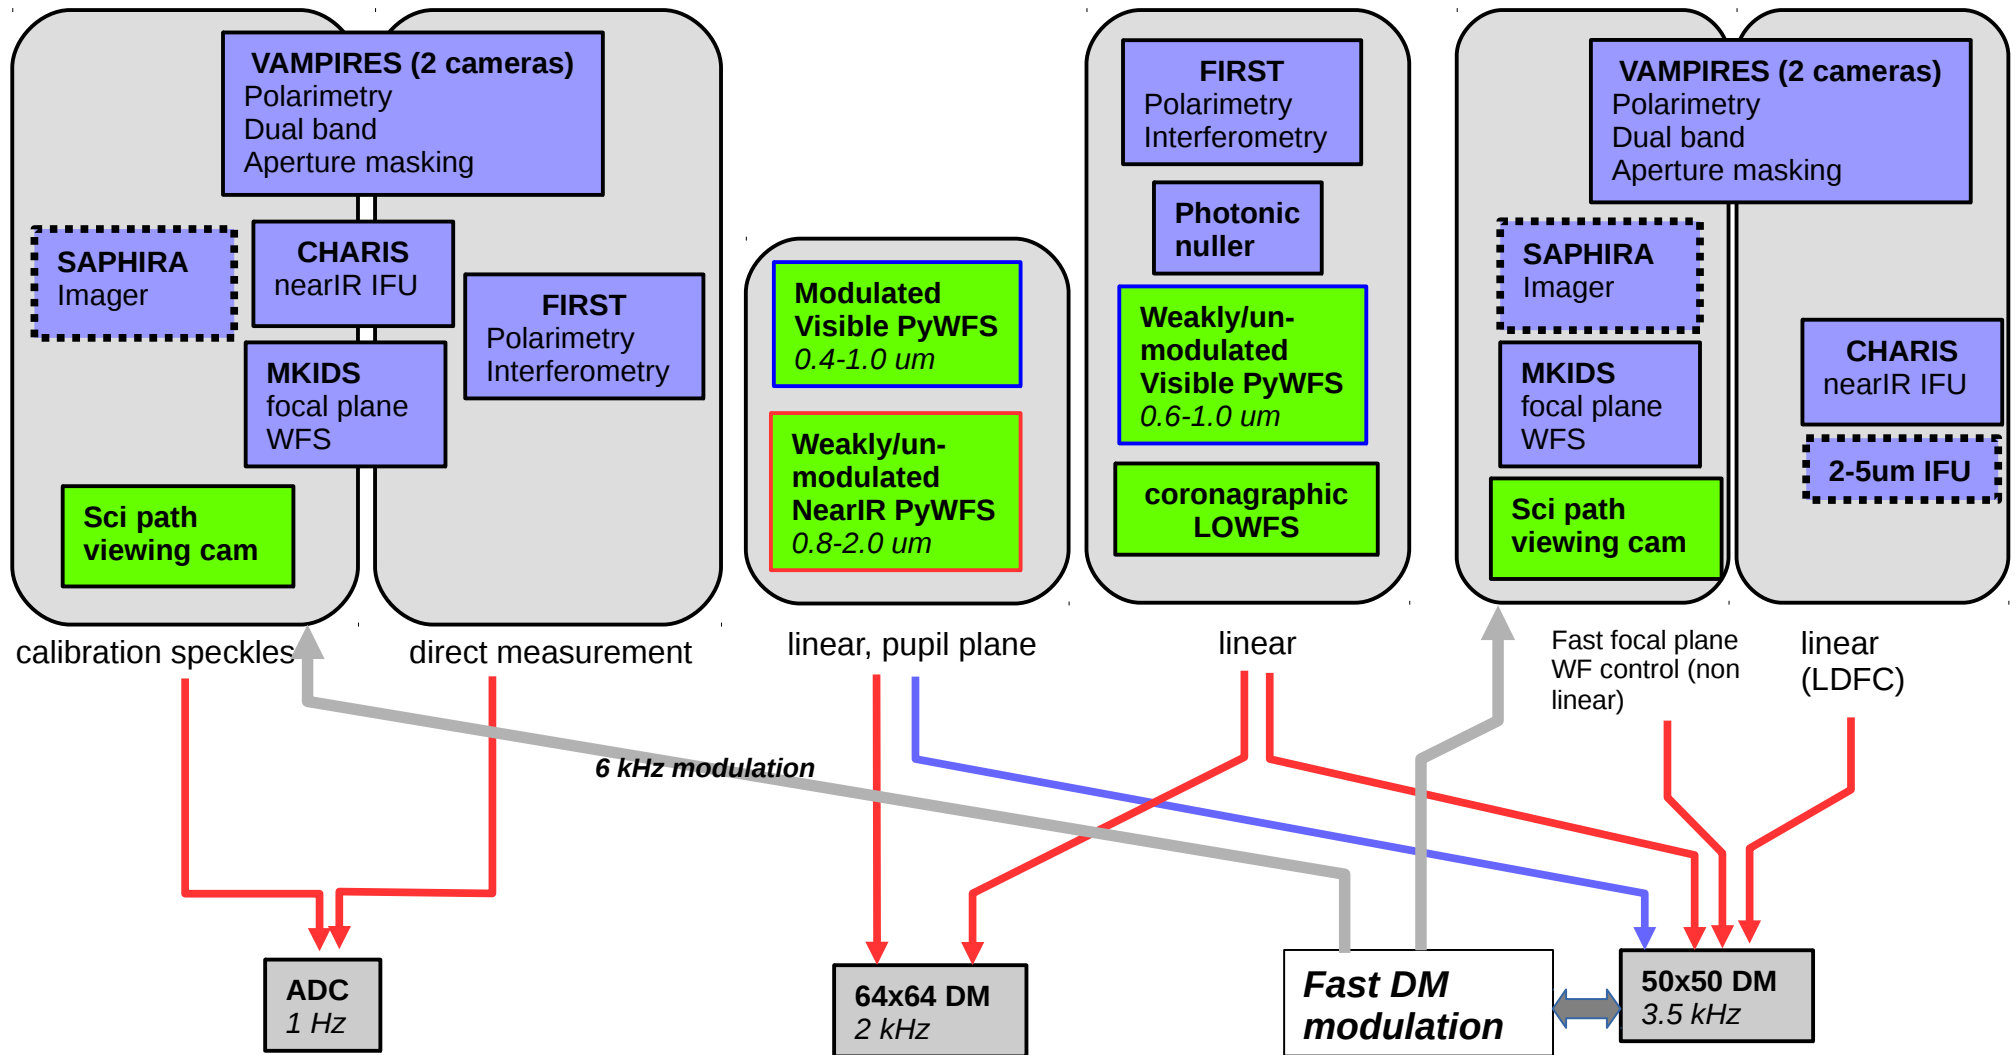 VAMPIRES (2 cameras)
Polarimetry
Dual band
Aperture masking
SAPHIRA
Imager
CHARIS
nearIR IFU
FIRST
Polarimetry
Interferometry
MKIDS
focal plane
WFS
Sci path
viewing cam
Modulated
Visible PyWFS
0.4-1.0 um
Weakly/un-
modulated
NearIR PyWFS
0.8-2.0 um
FIRST
Polarimetry
Interferometry
Photonic
nuller
Weakly/un-
modulated
Visible PyWFS
0.6-1.0 um
coronagraphic
LOWFS
VAMPIRES (2 cameras)
Polarimetry
Dual band
Aperture masking
SAPHIRA
Imager
MKIDS
focal plane
WFS
Sci path
viewing cam
CHARIS
nearIR IFU
2-5um IFU
calibration speckles
direct measurement
linear, pupil plane
linear
Fast focal plane
WF control (non
linear)
linear
(LDFC)
6 kHz modulation
ADC
1 Hz
64x64 DM
2 kHz
Fast DM
modulation
50x50 DM
3.5 kHz